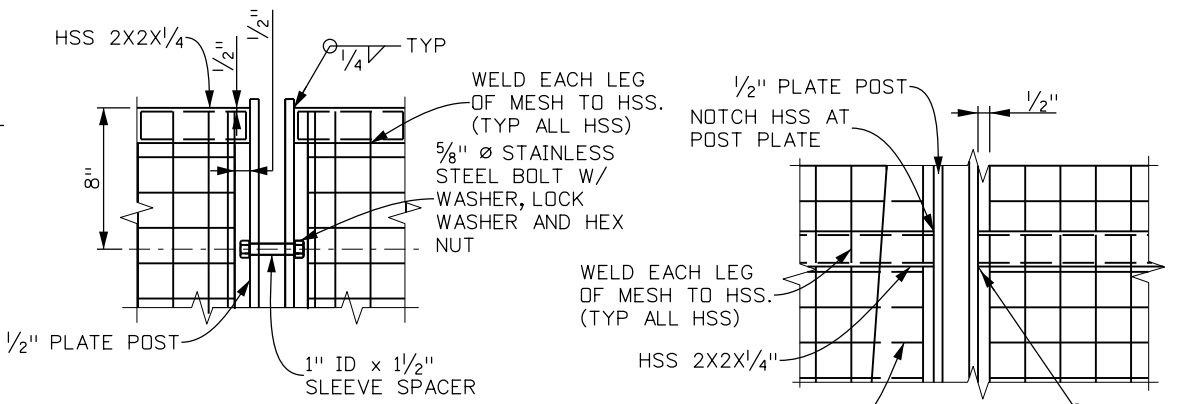 HSS 2X2X1/4
1/2"
1/2"
1/4
TYP
WELD EACH LEG
OF MESH TO HSS.
(TYP ALL HSS)
8"
5/8" Ø STAINLESS
STEEL BOLT W/
WASHER, LOCK
WASHER AND HEX
NUT
1/2" PLATE POST
1" ID x 1 1/2"
SLEEVE SPACER
1/2" PLATE POST
NOTCH HSS AT
POST PLATE
1/2"
WELD EACH LEG
OF MESH TO HSS.
(TYP ALL HSS)
HSS 2X2X1/4"